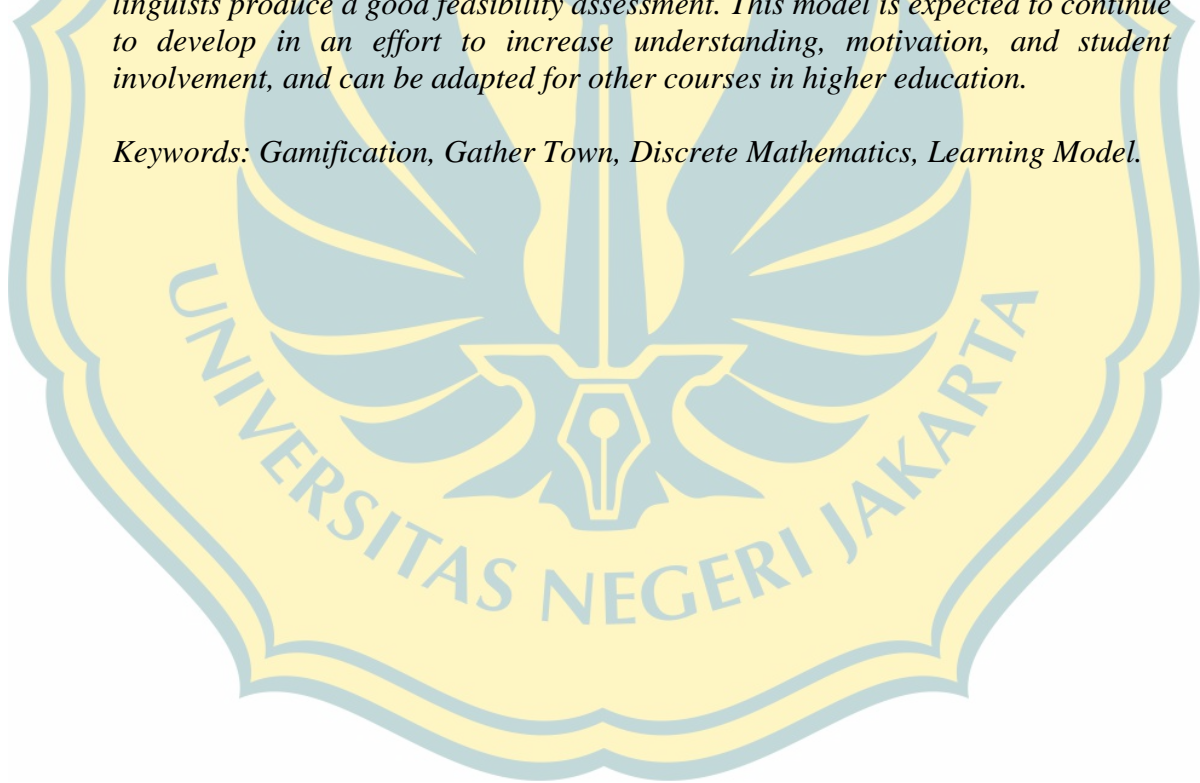 linguists produce a good feasibility assessment. This model is expected to continue
to develop in an effort to increase understanding, motivation, and student
involvement, and can be adapted for other courses in higher education.
Keywords: Gamification, Gather Town, Discrete Mathematics, Learning Model.
UNIVERSITAS NEGERI JAKARTA